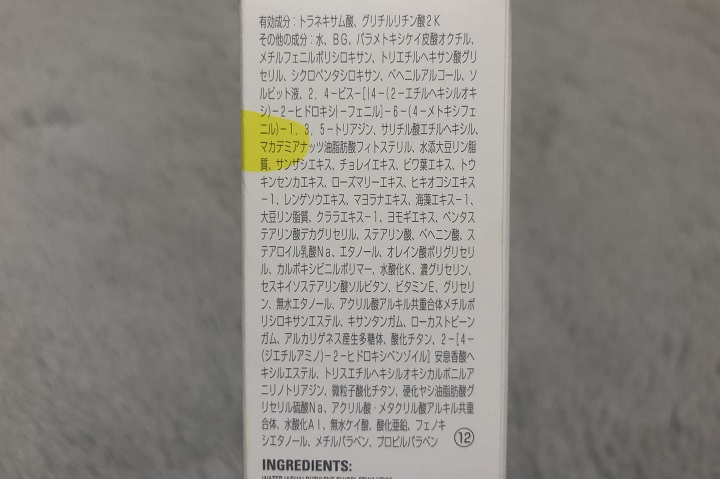 有効成分：トラネキサム酸、グリチルリチン酸2K
その他の成分：水、BG、パラメトキシケイ皮酸オクチル、
メチルフェニルポリシロキサン、トリエチルヘキサン酸グリ
セリル、シクロペンタシロキサン、ベヘニルアルコール、ソ
ルビット液、2，4－ビス－[{4－(2－エチルヘキシルオキ
シ)－2－ヒドロキシ}－フェニル]－6－(4－メトキシフェ
ニル)－1，3，5－トリアジン、サリチル酸エチルヘキシル、
マカデミアナッツ油脂肪酸フィトステリル、水添大豆リン脂
質、サンザシエキス、チョレイエキス、ビワ葉エキス、トウ
キンセンカエキス、ローズマリーエキス、ヒキオコシエキス
－1、レンゲソウエキス、マヨラナエキス、海藻エキス－1、
大豆リン脂質、クララエキス－1、ヨモギエキス、ペンタス
テアリン酸デカグリセリル、ステアリン酸、ベヘニン酸、ス
テアロイル乳酸Na、エタノール、オレイン酸ポリグリセリ
ル、カルボキシビニルポリマー、水酸化K、濃グリセリン、
セスキイソステアリン酸ソルビタン、ビタミンE、グリセリ
ン、無水エタノール、アクリル酸アルキル共重合体メチルポ
リシロキサンエステル、キサンタンガム、ローカストビーン
ガム、アルカリゲネス産生多糖体、酸化チタン、2－[4－
(ジエチルアミノ)－2－ヒドロキシベンゾイル]安息香酸ヘ
キシルエステル、トリスエチルヘキシルオキシカルボニルア
ニリノトリアジン、微粒子酸化チタン、硬化ヤシ油脂肪酸グ
リセリル硫酸Na、アクリル酸・メタクリル酸アルキル共重
合体、水酸化Al、無水ケイ酸、酸化亜鉛、フェノキ
シエタノール、メチルパラベン、プロピルパラベン ⑫
INGREDIENTS: